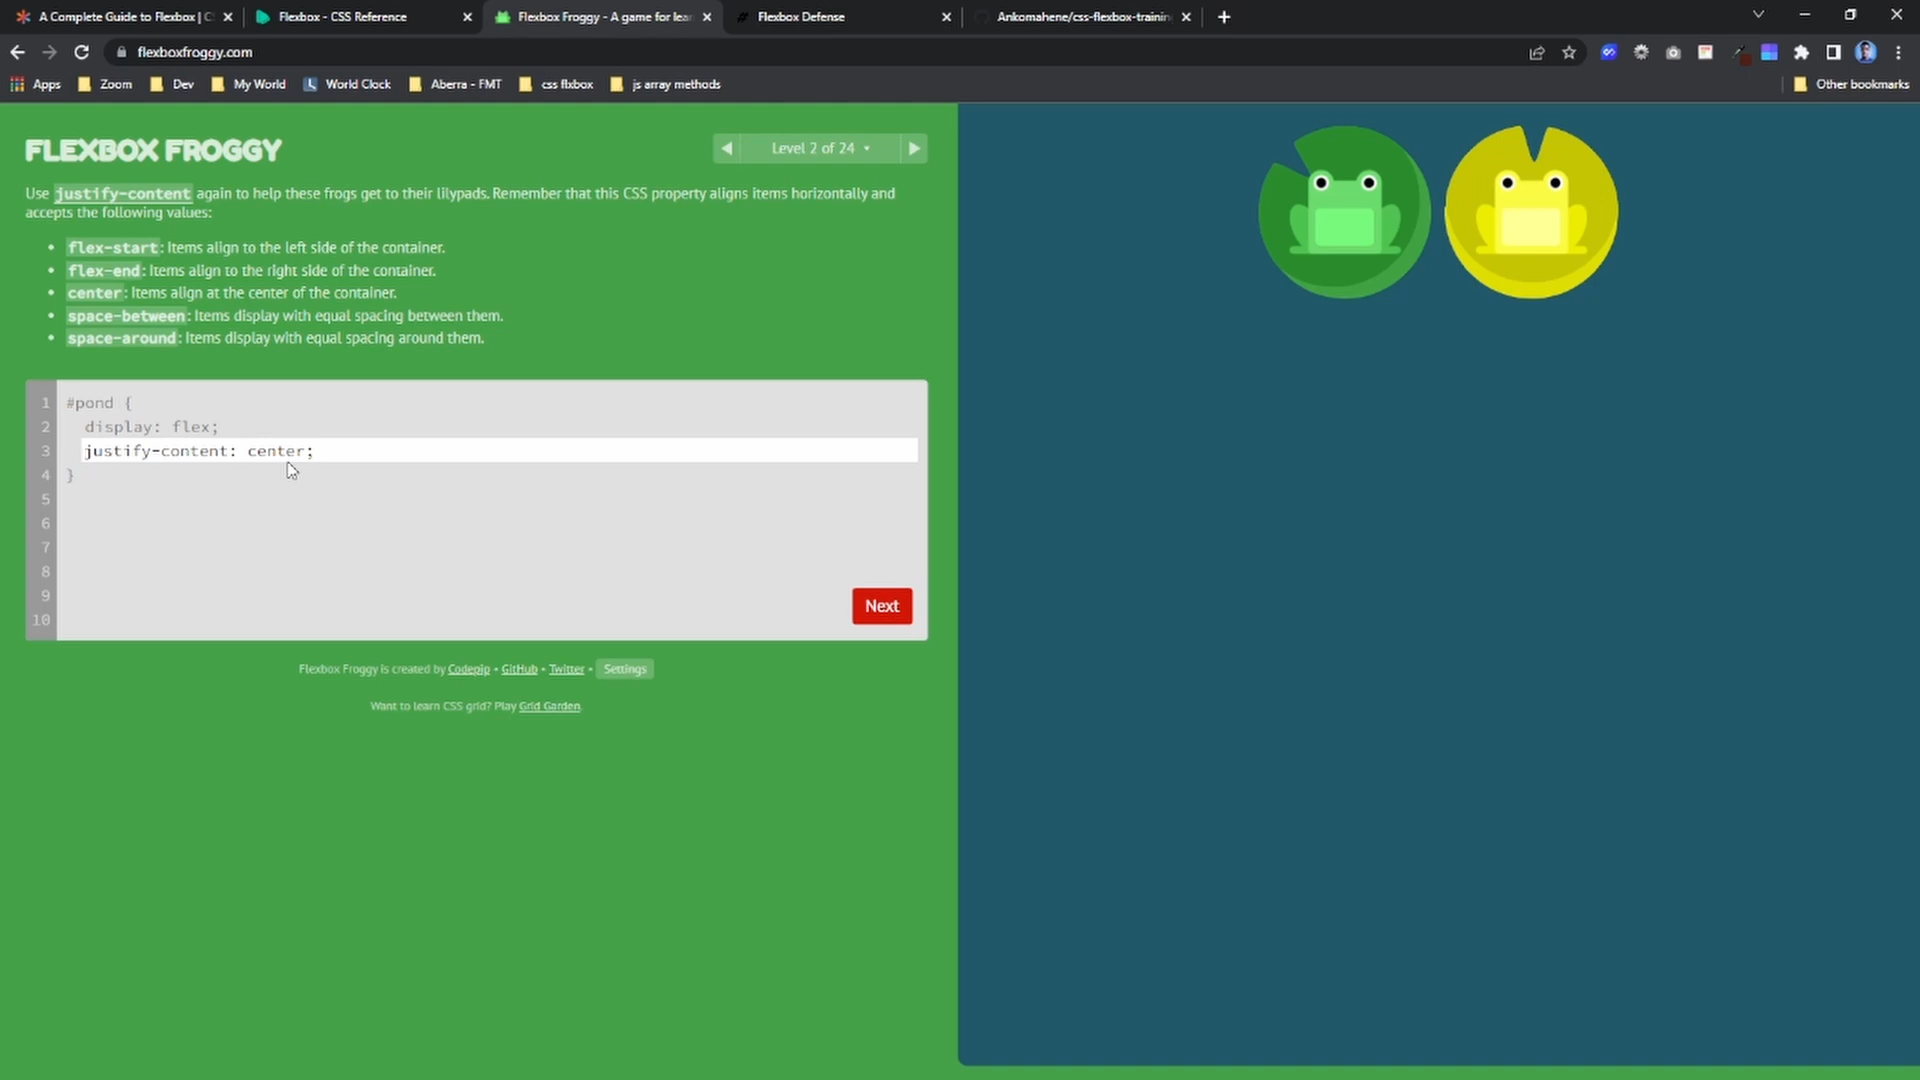 A Complete Guide to Flexbox | C
Flexbox - CSS Reference
Flexbox Froggy - A game for lear
Flexbox Defense
Ankomahene/css-flexbox-trainin
flexboxfroggy.com
Apps
Zoom
Dev
My World
World Clock
Aberra - FMT
css flxbox
js array methods
Other bookmarks
FLEXBOX FROGGY
Level 2 of 24
Use justify-content again to help these frogs get to their lilypads. Remember that this CSS property aligns items horizontally and
accepts the following values:
• flex-start: Items align to the left side of the container.
• flex-end: Items align to the right side of the container.
• center: Items align at the center of the container.
• space-between: Items display with equal spacing between them.
• space-around: Items display with equal spacing around them.
1 #pond {
2 display: flex;
3 justify-content: center;
4 }
5
6
7
8
9
10
Next
Flexbox Froggy is created by Codepip • GitHub • Twitter • Settings
Want to learn CSS grid? Play Grid Garden.